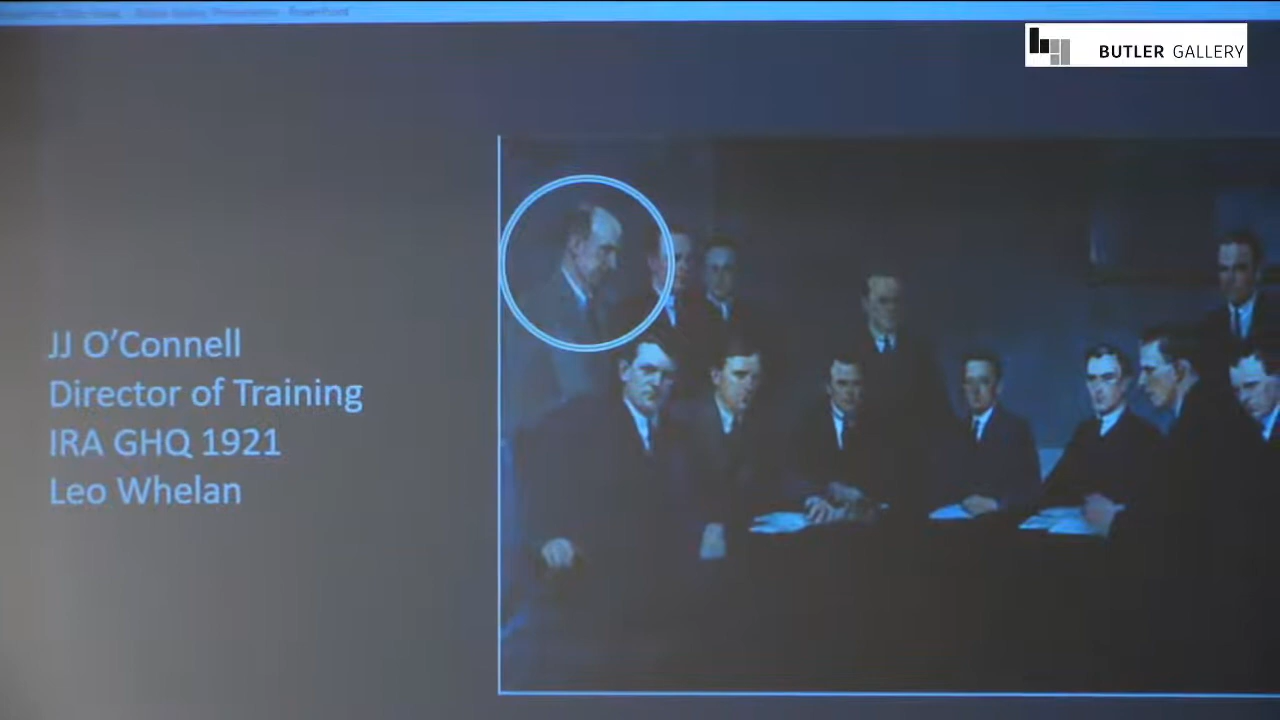 BUTLER GALLERY
JJ O'Connell
Director of Training
IRA GHQ 1921
Leo Whelan